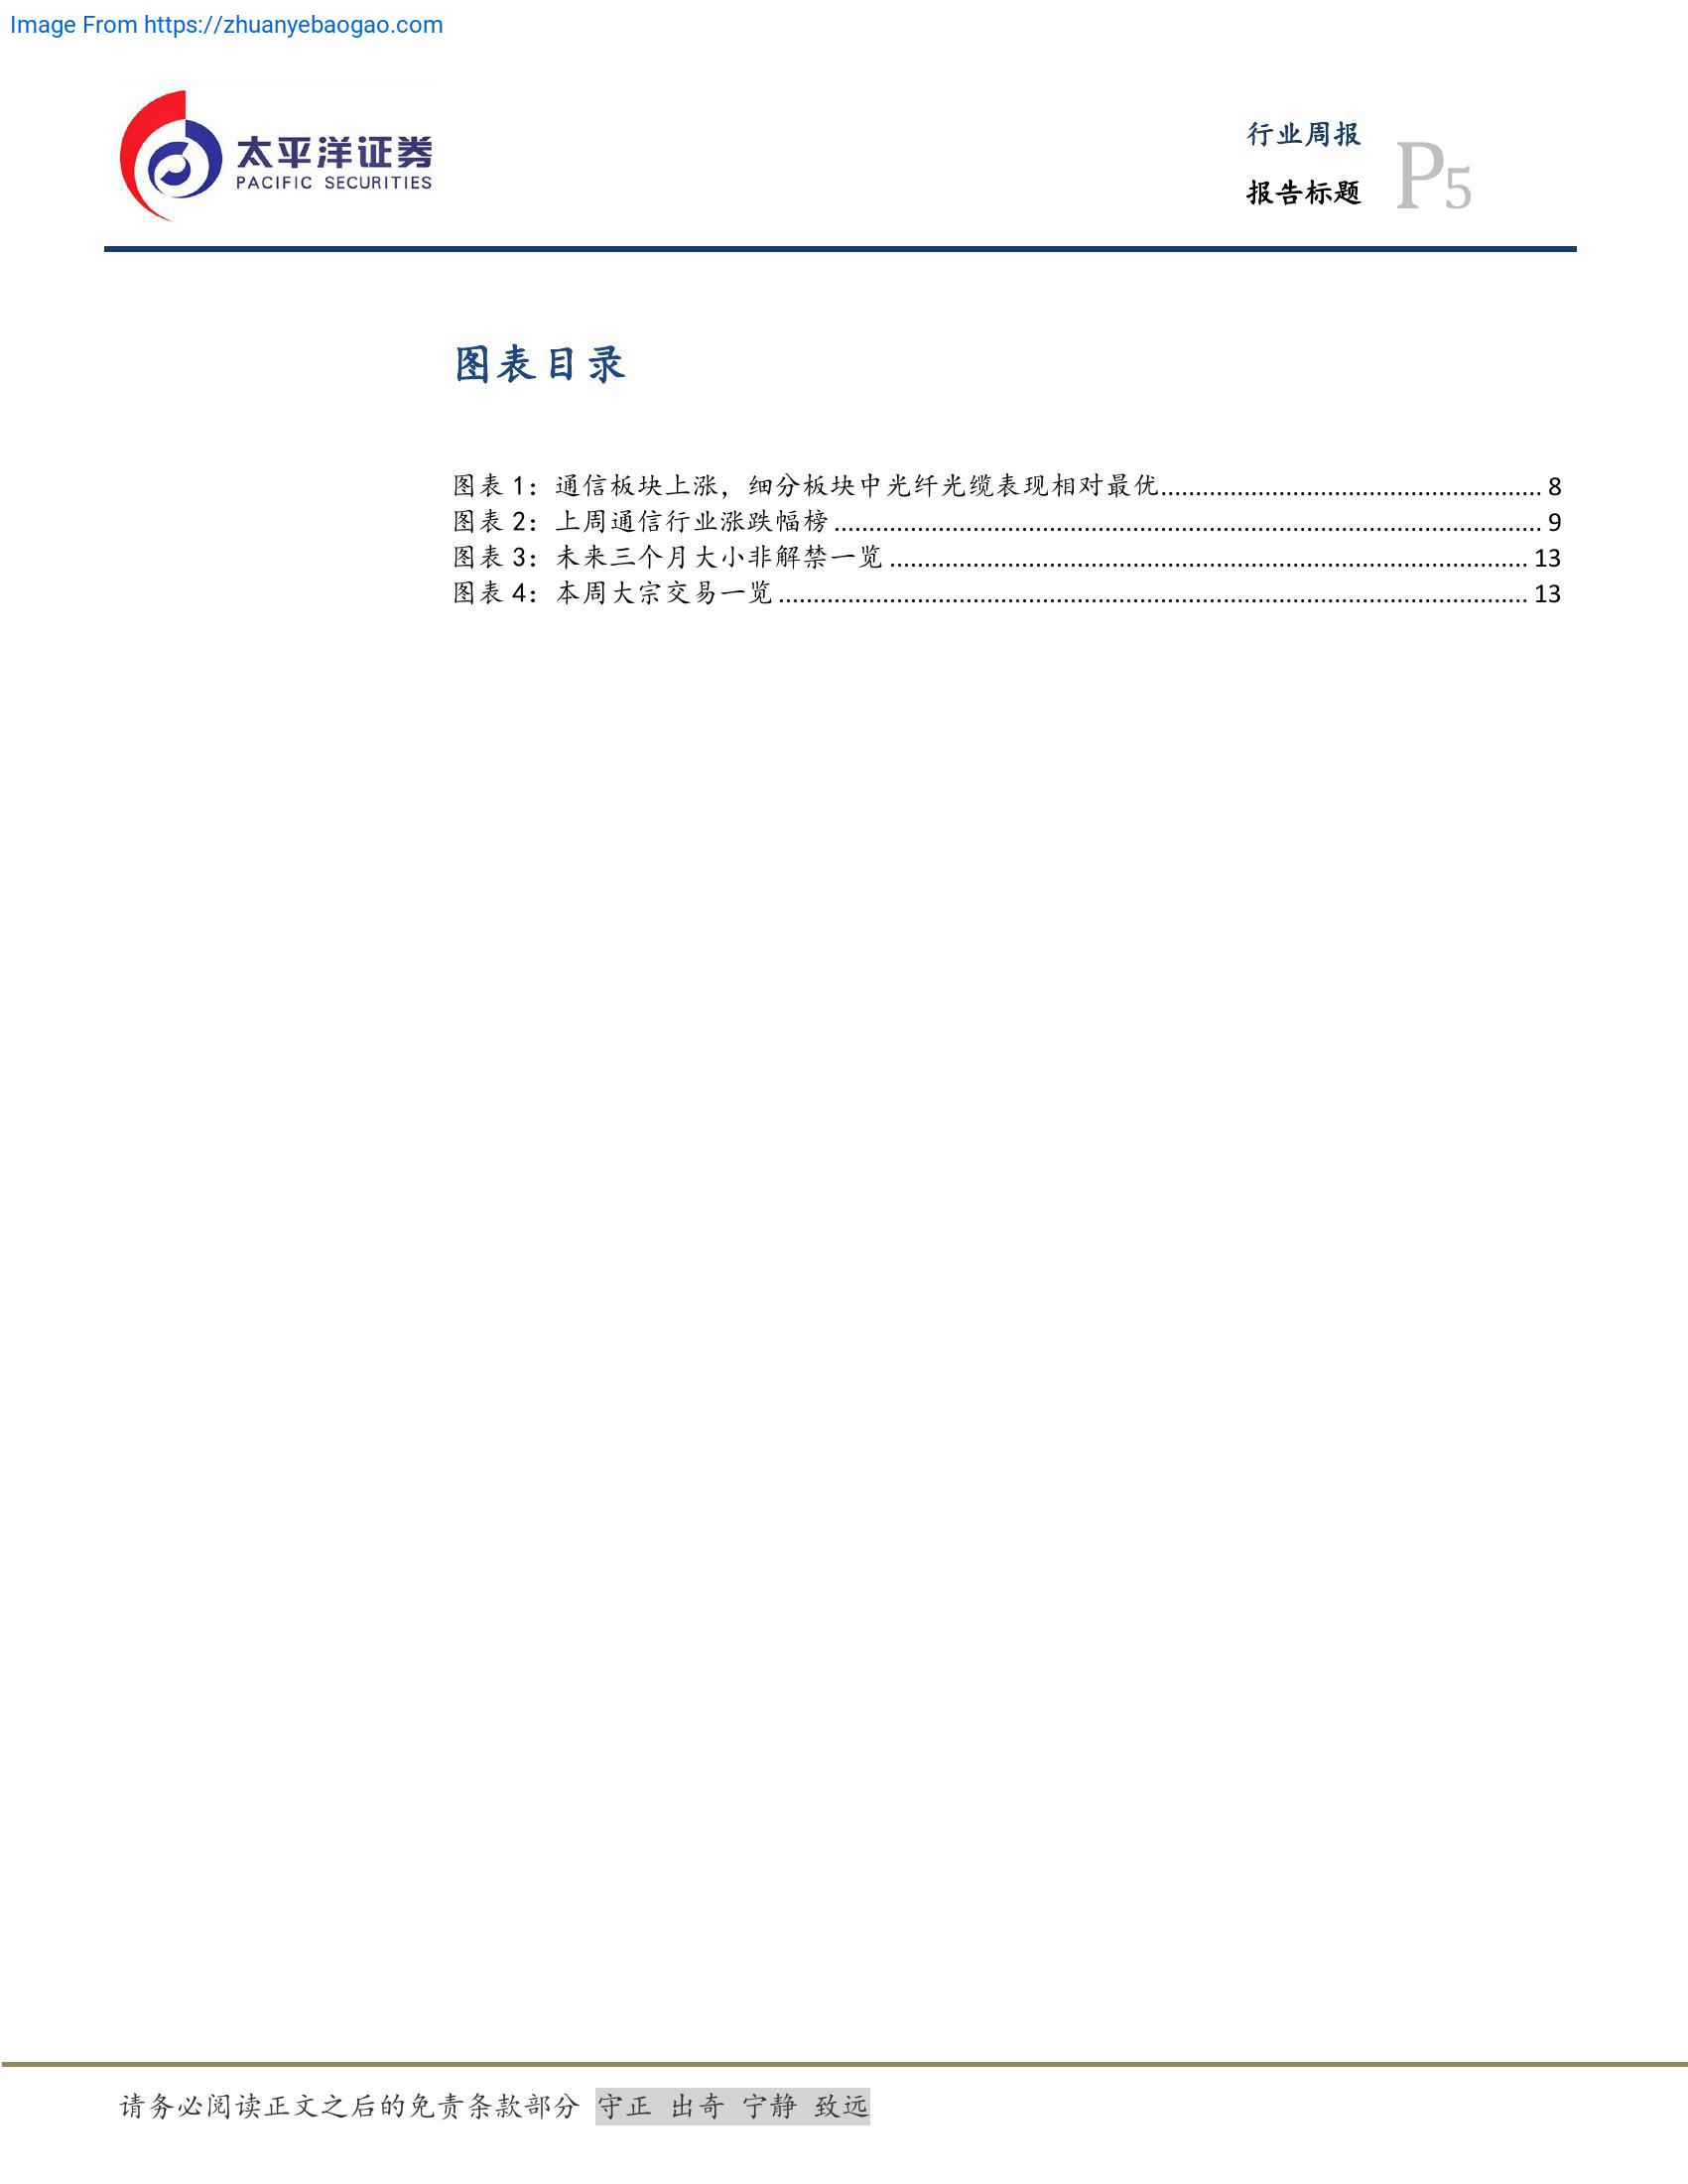 Image From https://zhuanyebaogao.com
太平洋证券
PACIFIC SECURITIES
行业周报
报告标题
P5
图表目录
图表 1：通信板块上涨，细分板块中光纤光缆表现相对最优....................................................... 8
图表 2：上周通信行业涨跌幅榜 ....................................................................................................... 9
图表 3：未来三个月大小非解禁一览 ............................................................................................. 13
图表 4：本周大宗交易一览 ............................................................................................................. 13
请务必阅读正文之后的免责条款部分 守正 出奇 宁静 致远